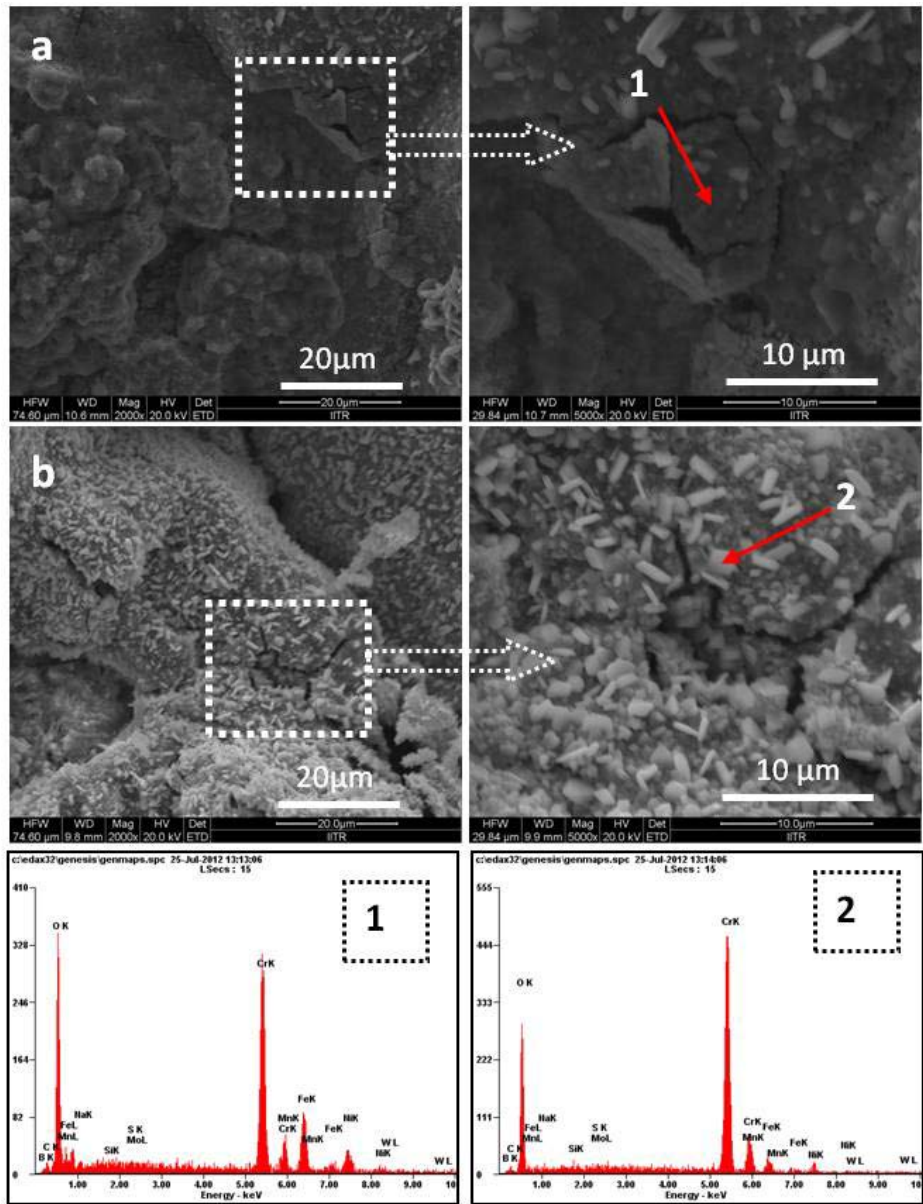 a
1
20µm
10 µm
HFW WD Mag HV Det 20.0µm
74.60 µm 10.6 mm 2000x 20.0 kV ETD IITR
HFW WD Mag HV Det 10.0µm
29.84 µm 10.7 mm 5000x 20.0 kV ETD IITR
b
2
20µm
10 µm
HFW WD Mag HV Det 20.0µm
74.60 µm 9.8 mm 2000x 20.0 kV ETD IITR
HFW WD Mag HV Det 10.0µm
29.84 µm 9.9 mm 5000x 20.0 kV ETD IITR
c:\edax32\genesis\genmaps.spc 25-Jul-2012 13:13:06
LSecs : 15
1
410
328
246
164
82
0
O K
CrK
FeK
NaK
FeL
MnL
C K
B K
SiK
S K
MoL
MnK
CrK
MnK
FeK
NiK
W L
NiK
W L
1.00 2.00 3.00 4.00 5.00 6.00 7.00 8.00 9.00 10.0
Energy - keV
c:\edax32\genesis\genmaps.spc 25-Jul-2012 13:14:06
LSecs : 15
2
555
444
333
222
111
0
CrK
O K
NaK
FeL
MnL
C K
B K
SiK
S K
MoL
CrK
MnK
FeK
MnK
FeK
NiK
NiK
W L
W L
1.00 2.00 3.00 4.00 5.00 6.00 7.00 8.00 9.00 10.0
Energy - keV